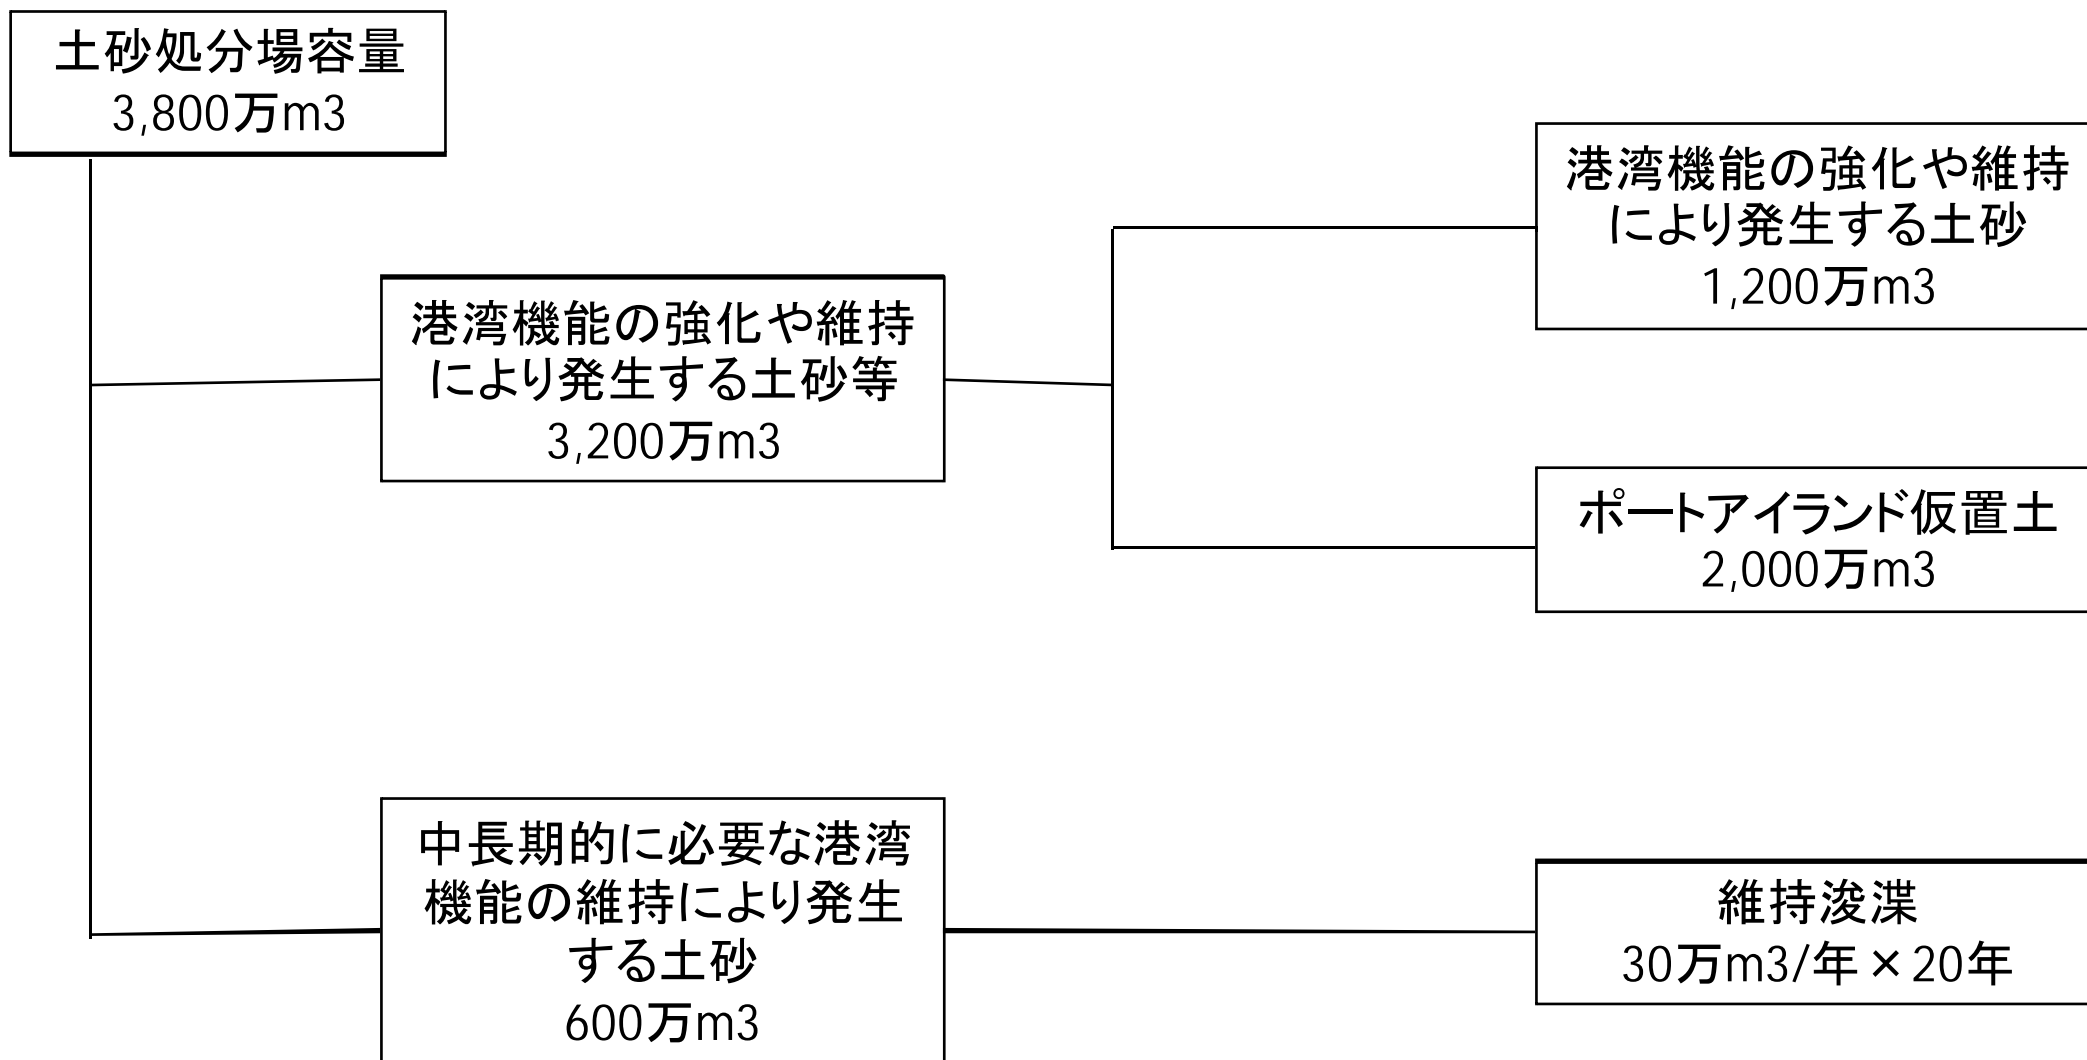 土砂処分場容量
3,800万m3
港湾機能の強化や維持
により発生する土砂等
3,200万m3
港湾機能の強化や維持
により発生する土砂
1,200万m3
ポートアイランド仮置土
2,000万m3
中長期的に必要な港湾
機能の維持により発生
する土砂
600万m3
維持浚渫
30万m3/年×20年